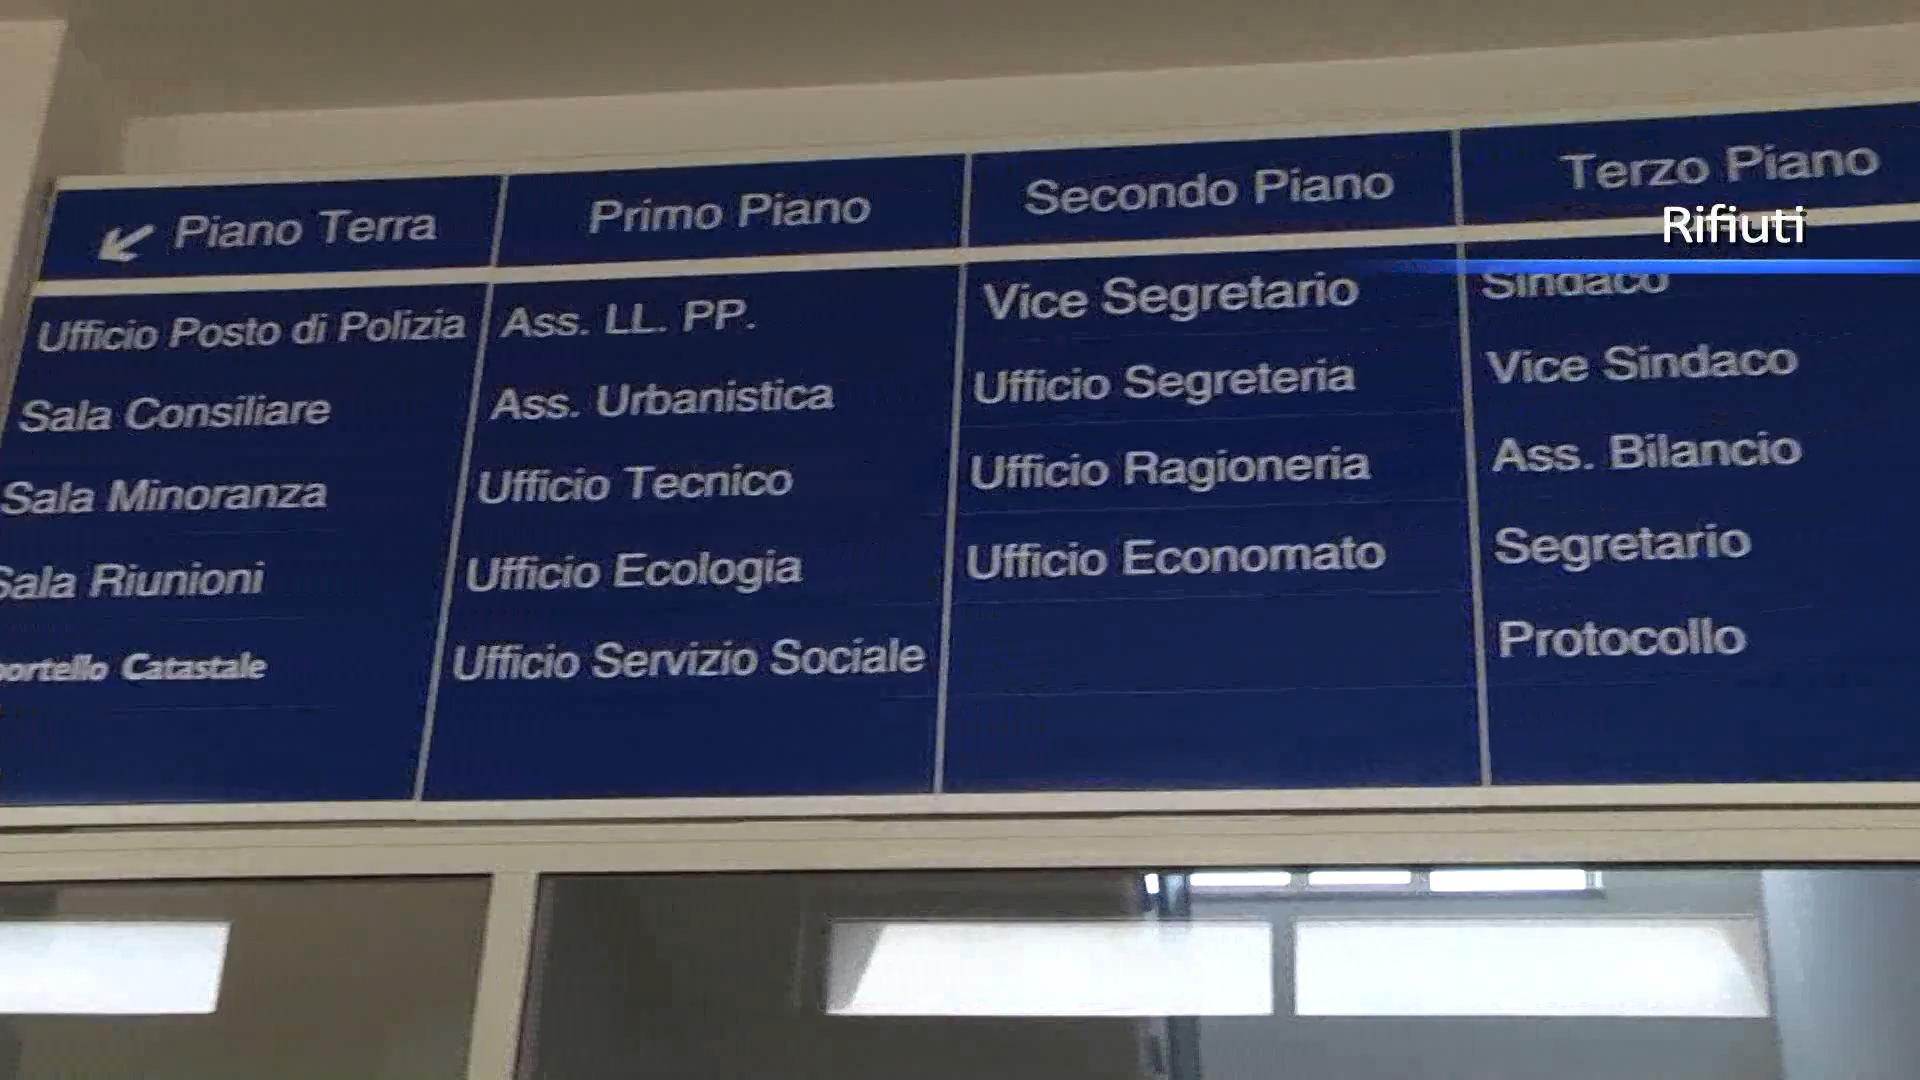 Piano Terra
Ufficio Posto di Polizia
Sala Consiliare
Sala Minoranza
Sala Riunioni
portello Catastale
Primo Piano
Ass. LL. PP.
Ass. Urbanistica
Ufficio Tecnico
Ufficio Ecologia
Ufficio Servizio Sociale
Secondo Piano
Vice Segretario
Ufficio Segreteria
Ufficio Ragioneria
Ufficio Economato
Terzo Piano
Rifiuti
Sindaco
Vice Sindaco
Ass. Bilancio
Segretario
Protocollo